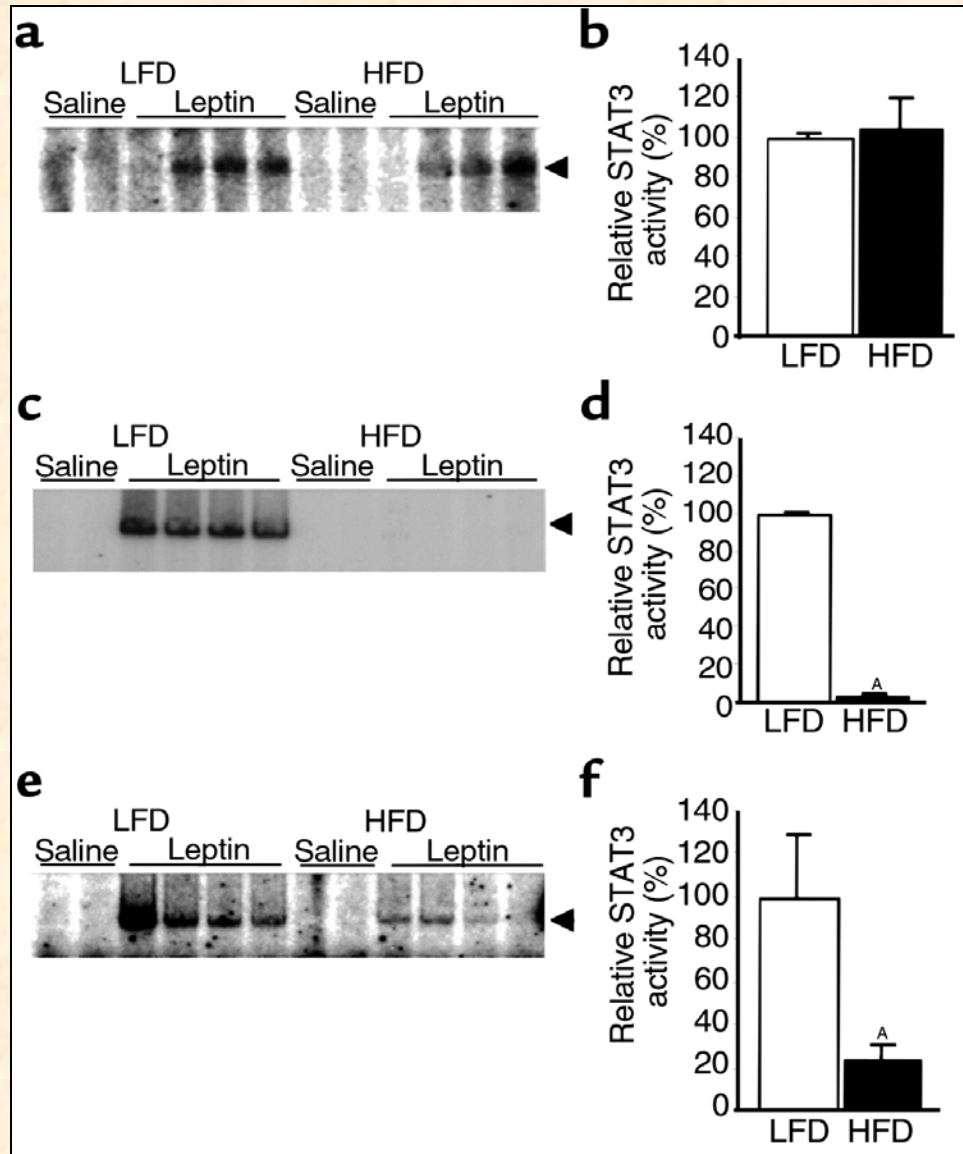 a
LFD HFD
Saline Leptin Saline Leptin
b
Relative STAT3
activity (%)
140
120
100
80
60
40
20
0
LFD HFD
c
LFD HFD
Saline Leptin Saline Leptin
d
Relative STAT3
activity (%)
140
120
100
80
60
40
20
0
A
LFD HFD
e
LFD HFD
Saline Leptin Saline Leptin
f
Relative STAT3
activity (%)
140
120
100
80
60
40
20
0
A
LFD HFD